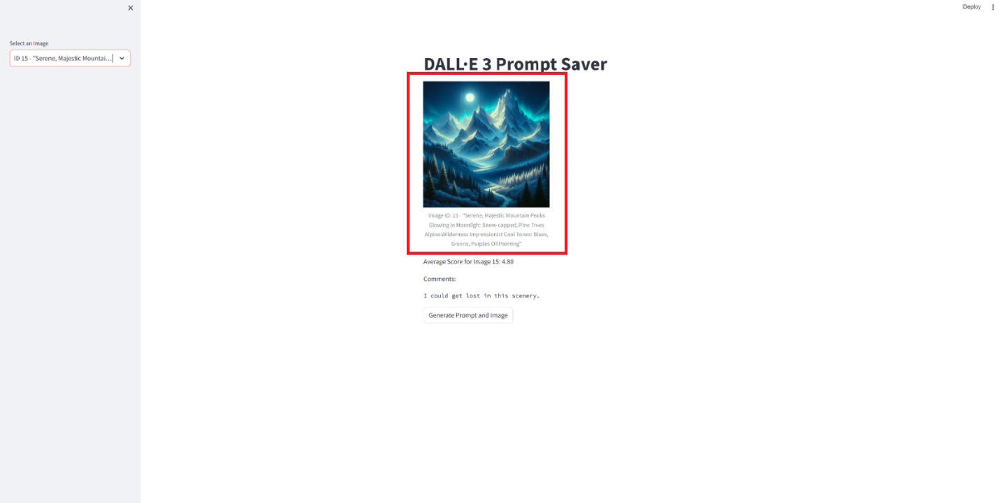 ×
Deploy
Select an Image
ID 15 - "Serene, Majestic Mountai...
DALL·E 3 Prompt Saver
Image ID: 15 - "Serene, Majestic Mountain Peaks
Glowing in Moonligh: Snow-capped, Pine Trees
Alpine Wilderness Impressionist Cool Tones: Blues,
Greens, Purples Oil Painting"
Average Score for Image 15: 4.80
Comments:
I could get lost in this scenery.
Generate Prompt and Image